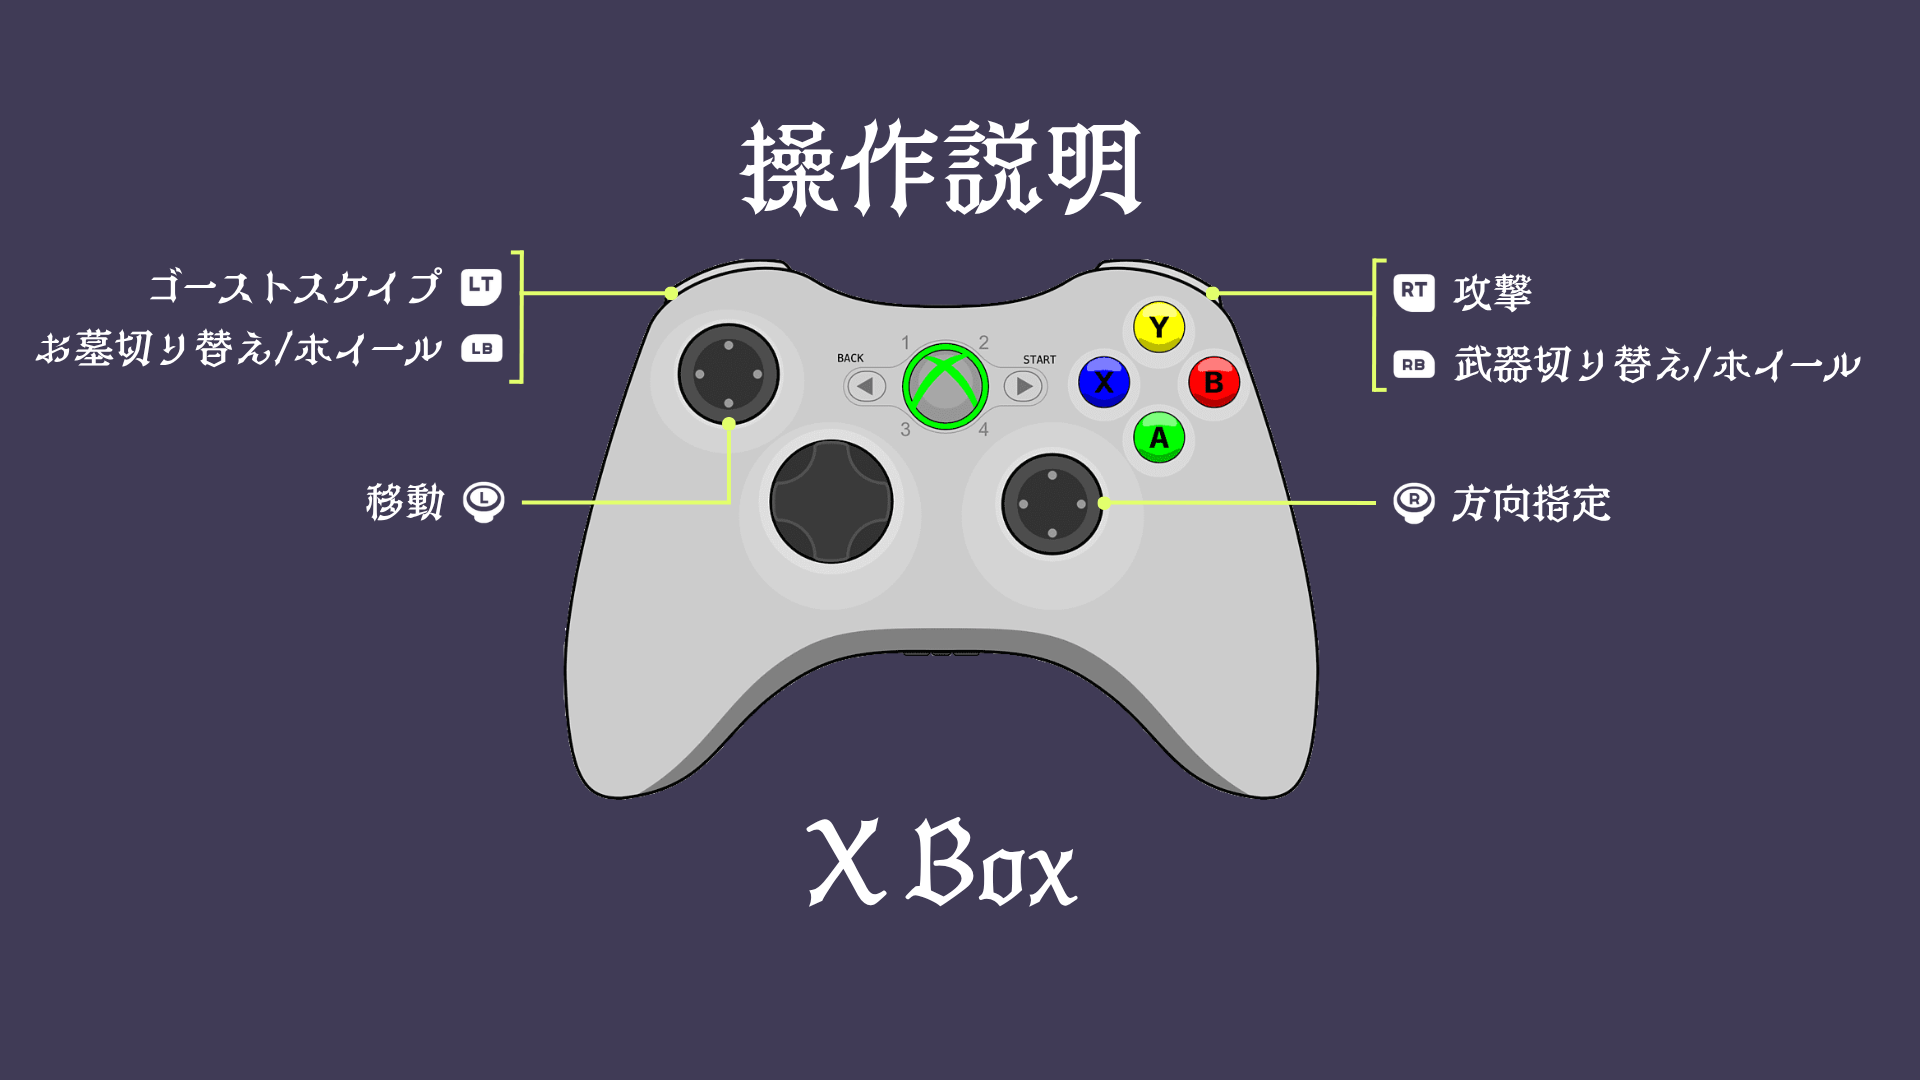 操作説明
ゴーストスケイプ LT
お墓切り替え/ホイール LB
移動 L
RT 攻撃
RB 武器切り替え/ホイール
R 方向指定
BACK
START
1 2
3 4
Y
X
B
A
X Box